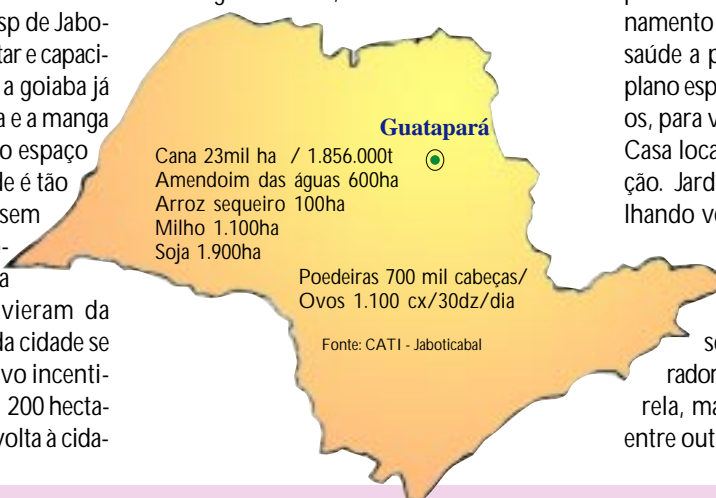 sp de Jabo-
tar e capaci-
a goiaba já
a e a manga
o espaço
de é tão
sem
a
vieram da
da cidade se
vo incenti-
200 hecta-
volta à cida-
Guatapará
Cana 23mil ha / 1.856.000t
Amendoim das águas 600ha
Arroz sequeiro 100ha
Milho 1.100ha
Soja 1.900ha
Poedeiras 700 mil cabeças/
Ovos 1.100 cx/30dz/dia
Fonte: CATI - Jaboticabal
namento
saúde a p
plano esp
os, para v
Casa loca
ção. Jard
lhando v
se
rador
rela, ma
entre out